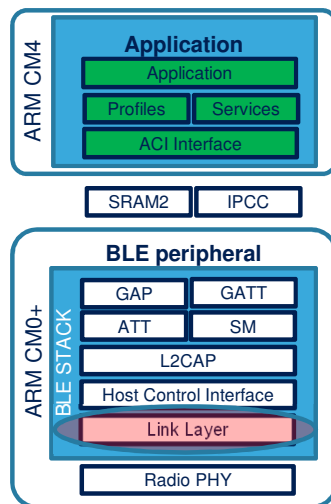 ARM CM4
Application
Application
Profiles
Services
ACI Interface
SRAM2
IPCC
ARM CM0+
BLE peripheral
BLE STACK
GAP
GATT
ATT
SM
L2CAP
Host Control Interface
Link Layer
Radio PHY